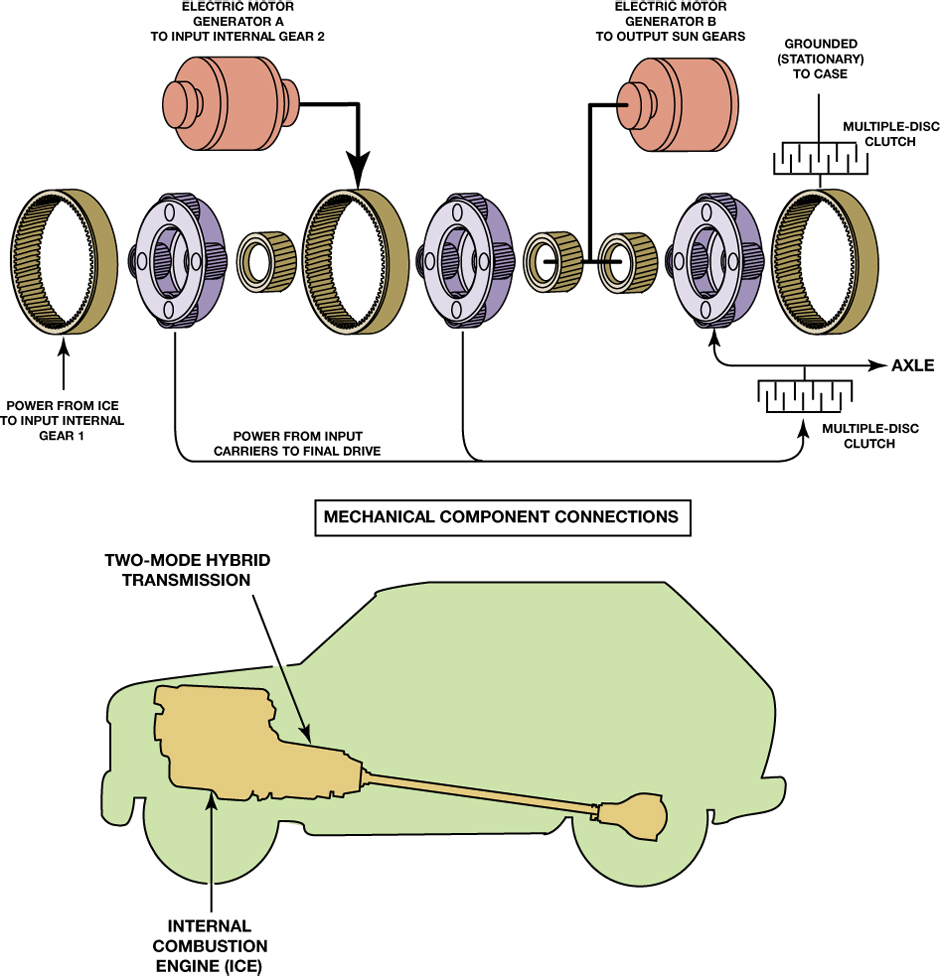 ELECTRIC MOTOR
GENERATOR A
TO INPUT INTERNAL GEAR 2
ELECTRIC MOTOR
GENERATOR B
TO OUTPUT SUN GEARS
GROUNDED
(STATIONARY)
TO CASE
MULTIPLE-DISC
CLUTCH
POWER FROM ICE
TO INPUT INTERNAL
GEAR 1
POWER FROM INPUT
CARRIERS TO FINAL DRIVE
AXLE
MULTIPLE-DISC
CLUTCH
MECHANICAL COMPONENT CONNECTIONS
TWO-MODE HYBRID
TRANSMISSION
INTERNAL
COMBUSTION
ENGINE (ICE)